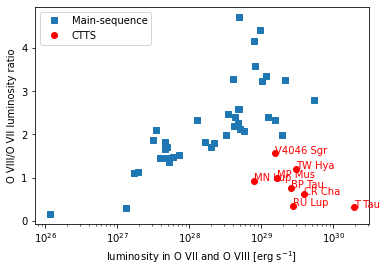 Main-sequence
CTTS
O VIII/O VII luminosity ratio
4
3
2
1
0
V4046 Sgr
TW Hya
MN Lup
MP Mus
BP Tau
CR Cha
RU Lup
T Tau
10^26
10^27
10^28
10^29
10^30
luminosity in O VII and O VIII [erg s⁻¹]